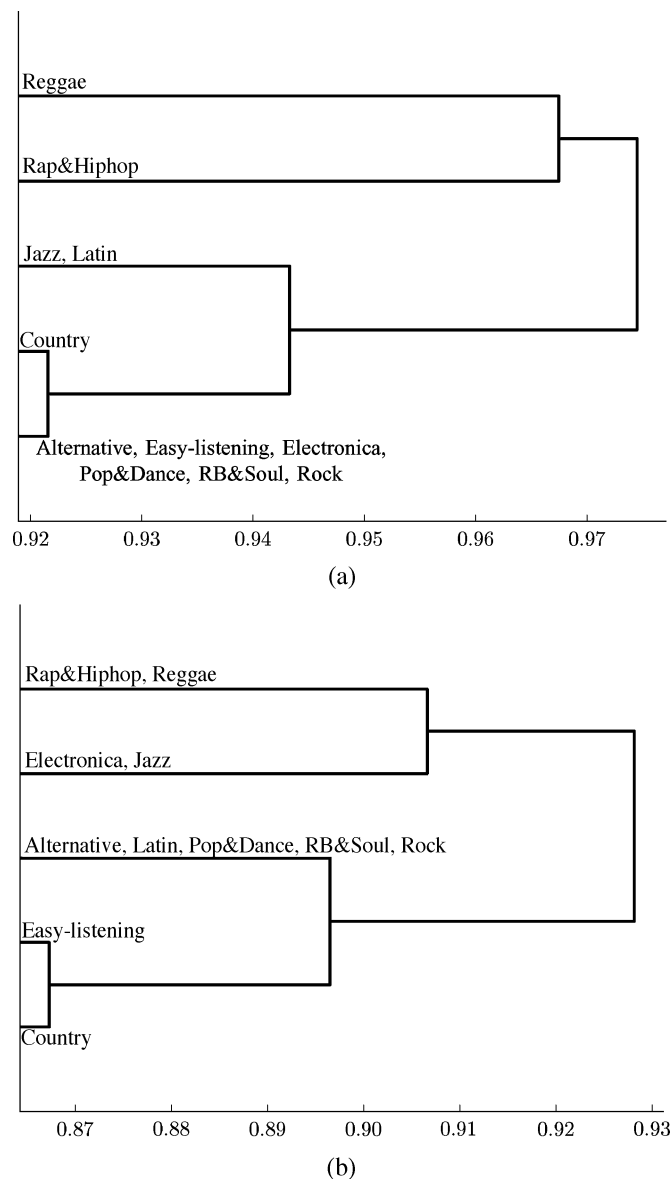 Reggae
Rap&Hiphop
Jazz, Latin
Country
Alternative, Easy-listening, Electronica,
Pop&Dance, RB&Soul, Rock
0.92 0.93 0.94 0.95 0.96 0.97
(a)
Rap&Hiphop, Reggae
Electronica, Jazz
Alternative, Latin, Pop&Dance, RB&Soul, Rock
Easy-listening
Country
0.87 0.88 0.89 0.90 0.91 0.92 0.93
(b)